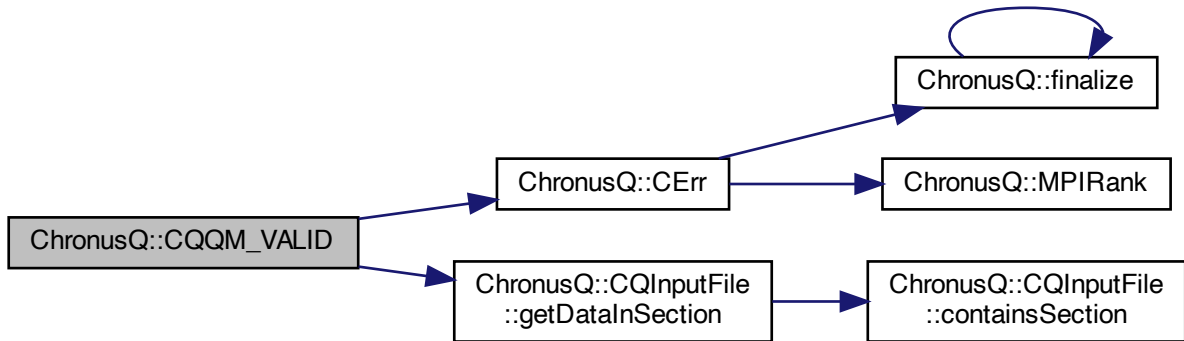 ChronusQ::finalize
ChronusQ::CErr
ChronusQ::MPIRank
ChronusQ::CQQM_VALID
ChronusQ::CQInputFile
::getDataInSection
ChronusQ::CQInputFile
::containsSection